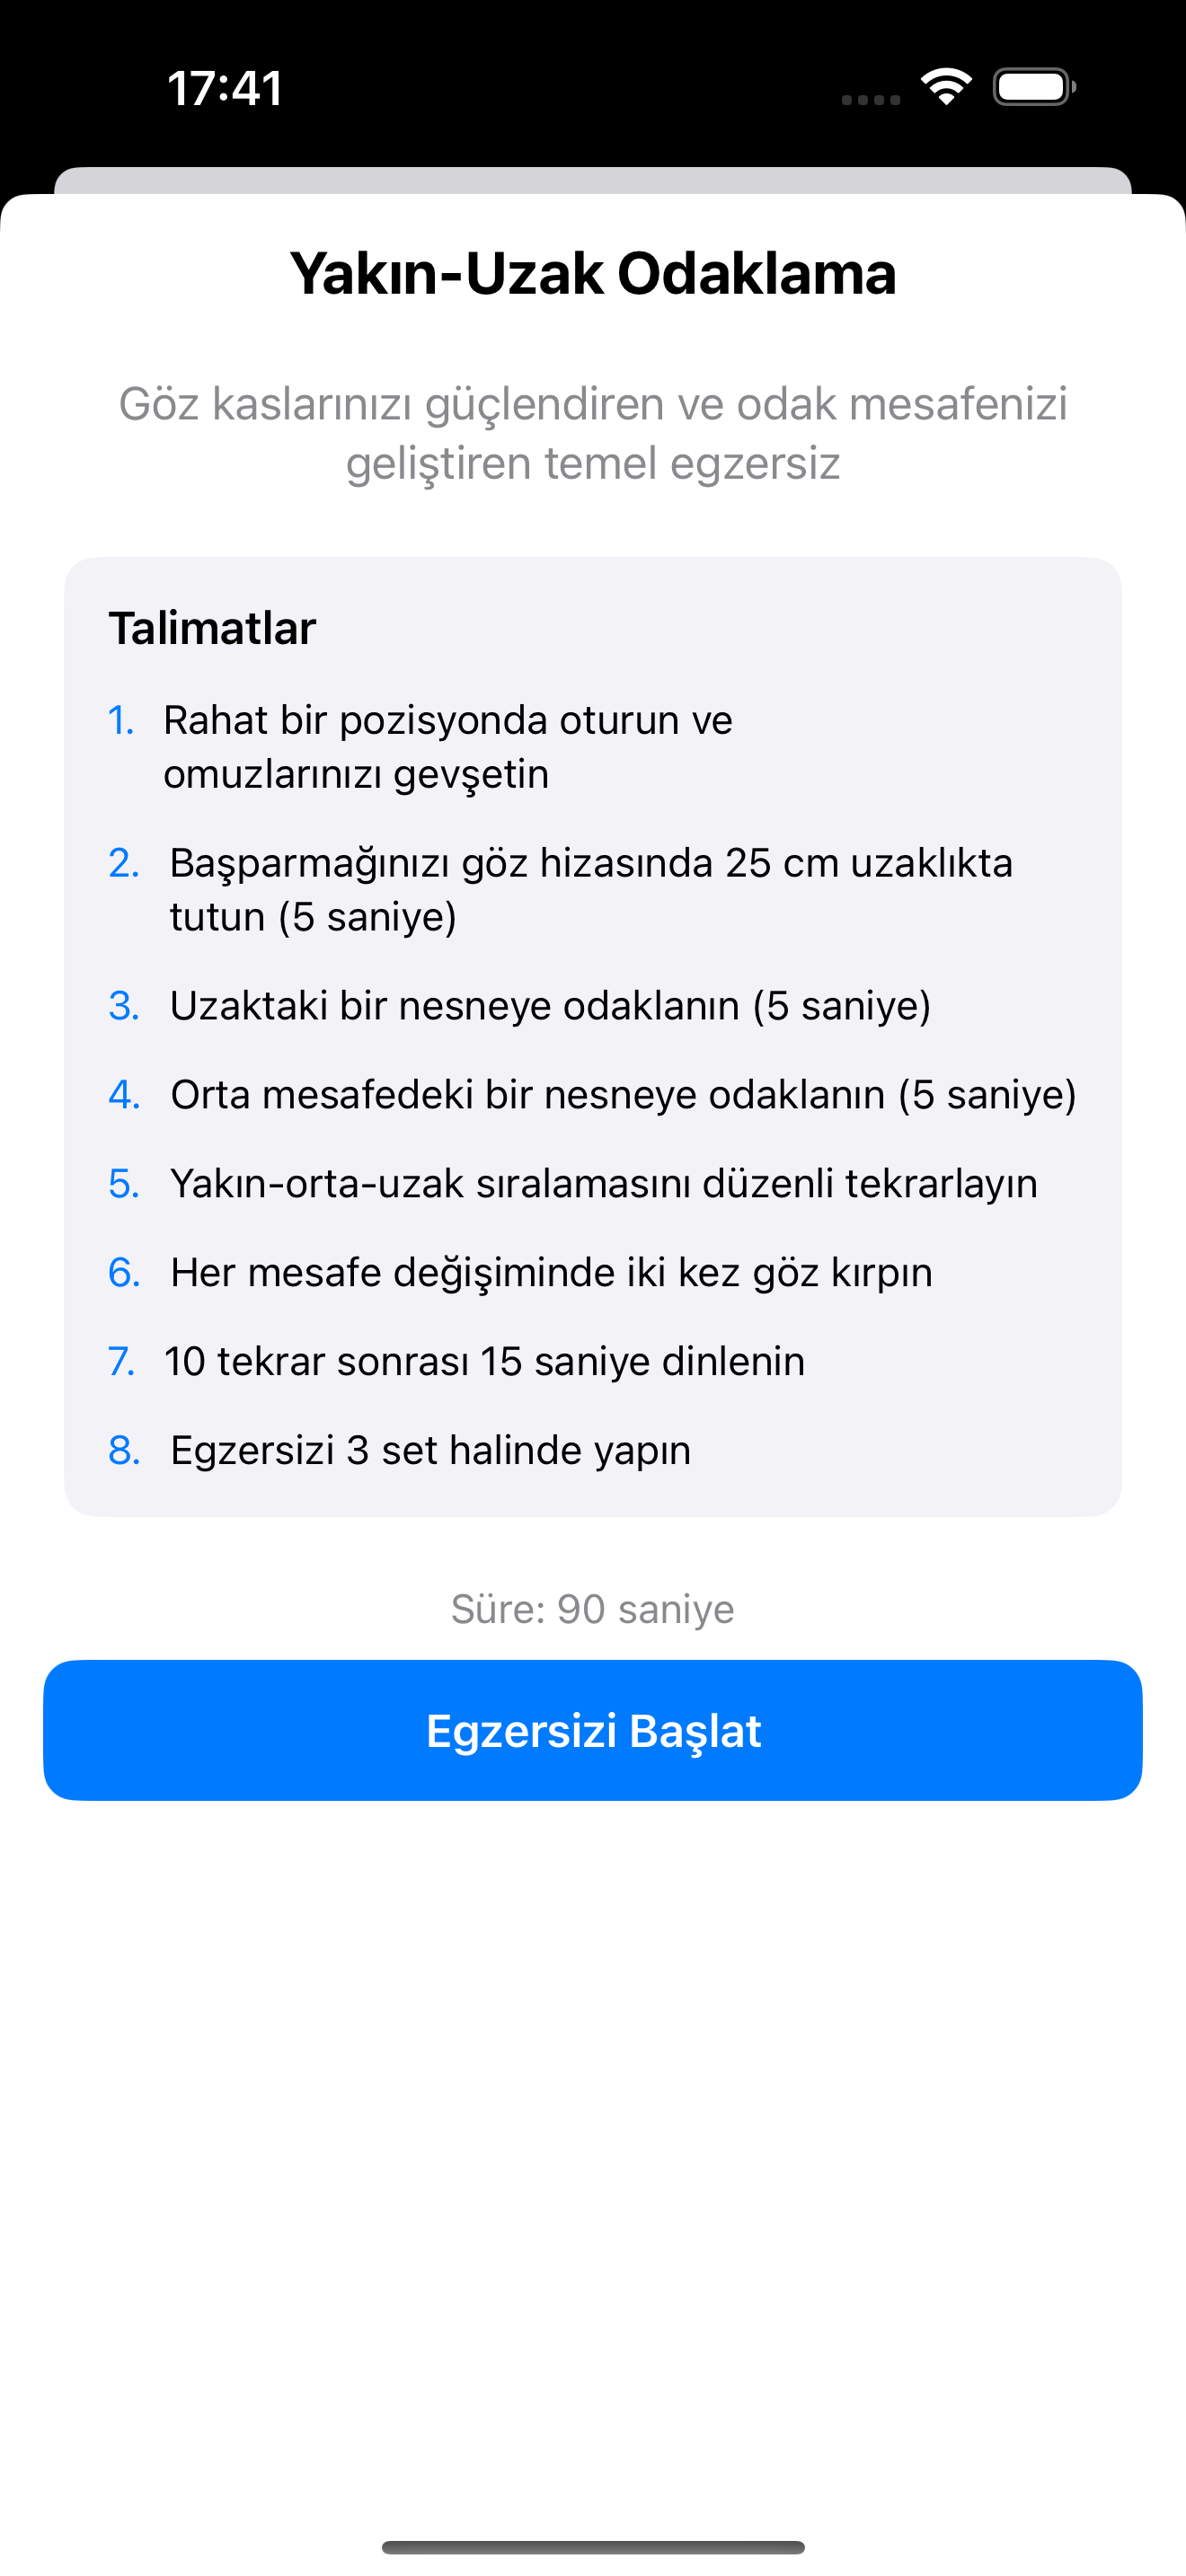 17:41
Yakın-Uzak Odaklama
Göz kaslarınızı güçlendiren ve odak mesafenizi
geliştiren temel egzersiz
Talimatlar
1. Rahat bir pozisyonda oturun ve
omuzlarınızı gevşetin
2. Başparmağınızı göz hizasında 25 cm uzaklıkta
tutun (5 saniye)
3. Uzaktaki bir nesneye odaklanın (5 saniye)
4. Orta mesafedeki bir nesneye odaklanın (5 saniye)
5. Yakın-orta-uzak sıralamasını düzenli tekrarlayın
6. Her mesafe değişiminde iki kez göz kırpın
7. 10 tekrar sonrası 15 saniye dinlenin
8. Egzersizi 3 set halinde yapın
Süre: 90 saniye
Egzersizi Başlat